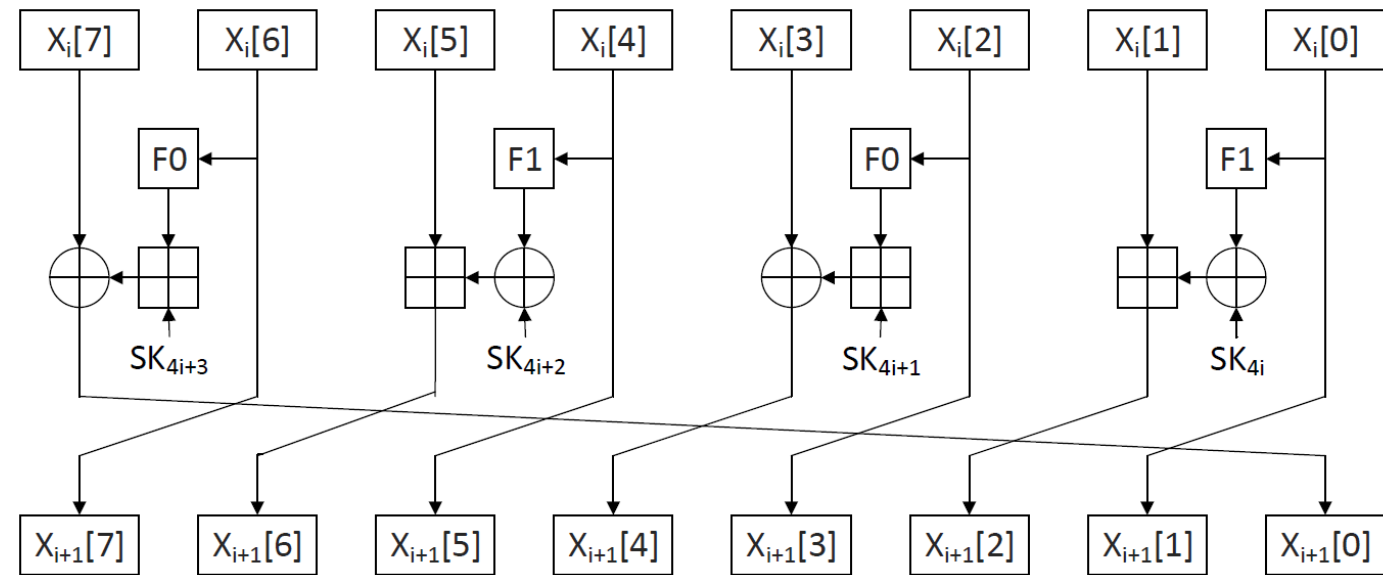 Xᵢ[7] Xᵢ[6] Xᵢ[5] Xᵢ[4] Xᵢ[3] Xᵢ[2] Xᵢ[1] Xᵢ[0]
F0 F1 F0 F1
SK₄ᵢ₊₃ SK₄ᵢ₊₂ SK₄ᵢ₊₁ SK₄ᵢ
Xᵢ₊₁[7] Xᵢ₊₁[6] Xᵢ₊₁[5] Xᵢ₊₁[4] Xᵢ₊₁[3] Xᵢ₊₁[2] Xᵢ₊₁[1] Xᵢ₊₁[0]